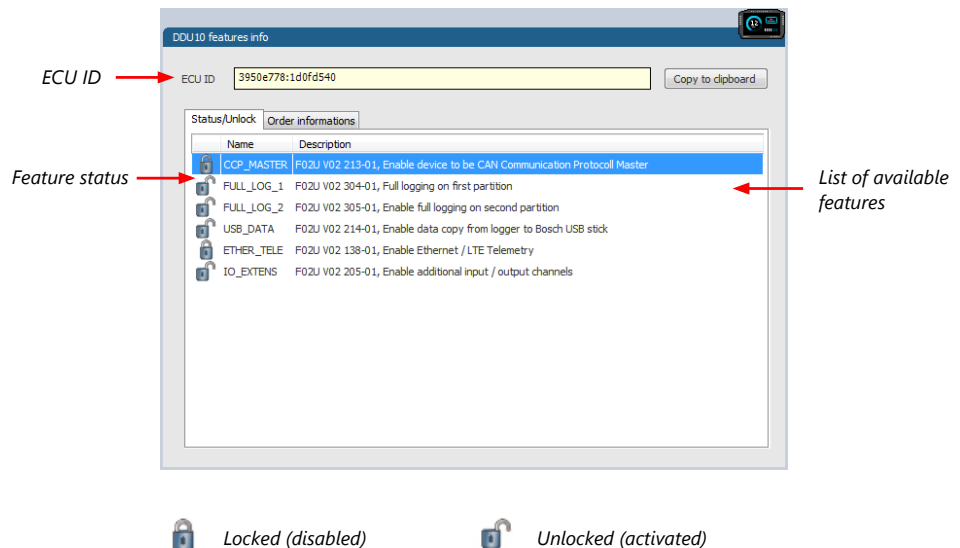 12
DDU10 features info
ECU ID
ECU ID
3950e778:1d0fd540
Copy to clipboard
Status/Unlock Order informations
Name Description
CCP_MASTER F02U V02 213-01, Enable device to be CAN Communication Protocoll Master
Feature status
FULL_LOG_1 F02U V02 304-01, Full logging on first partition
List of available
features
FULL_LOG_2 F02U V02 305-01, Enable full logging on second partition
USB_DATA F02U V02 214-01, Enable data copy from logger to Bosch USB stick
ETHER_TELE F02U V02 138-01, Enable Ethernet / LTE Telemetry
IO_EXTENS F02U V02 205-01, Enable additional input / output channels
Locked (disabled)
Unlocked (activated)